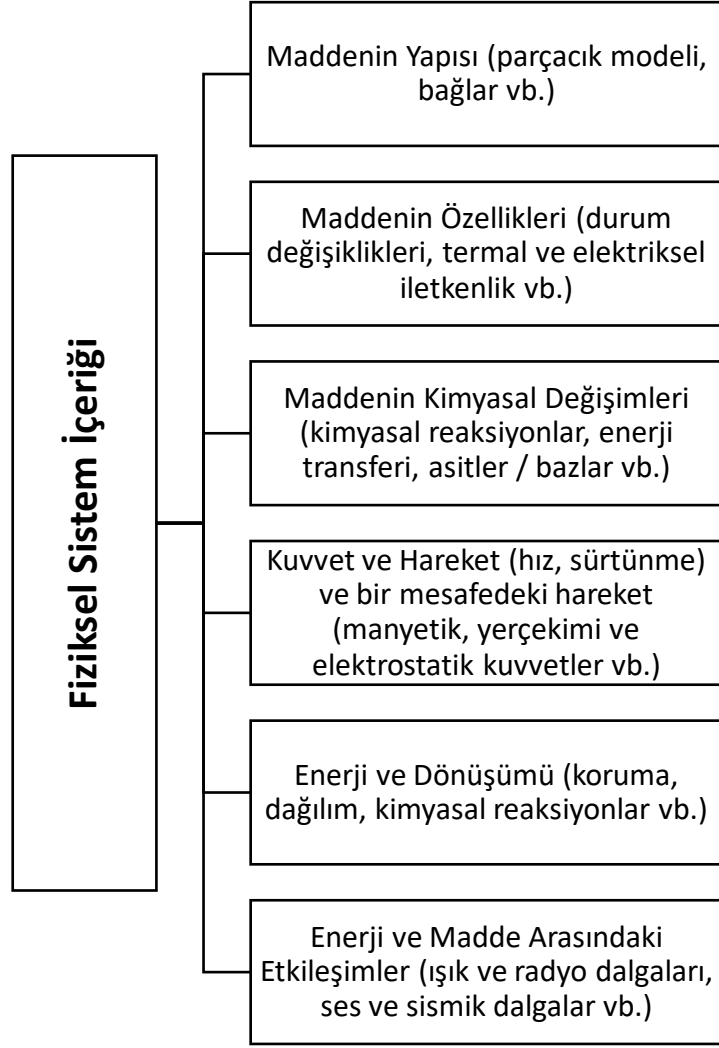 Fiziksel Sistem İçeriği
Maddenin Yapısı (parçacık modeli,
bağlar vb.)
Maddenin Özellikleri (durum
değişiklikleri, termal ve elektriksel
iletkenlik vb.)
Maddenin Kimyasal Değişimleri
(kimyasal reaksiyonlar, enerji
transferi, asitler / bazlar vb.)
Kuvvet ve Hareket (hız, sürtünme)
ve bir mesafedeki hareket
(manyetik, yerçekimi ve
elektrostatik kuvvetler vb.)
Enerji ve Dönüşümü (koruma,
dağılım, kimyasal reaksiyonlar vb.)
Enerji ve Madde Arasındaki
Etkileşimler (ışık ve radyo dalgaları,
ses ve sismik dalgalar vb.)